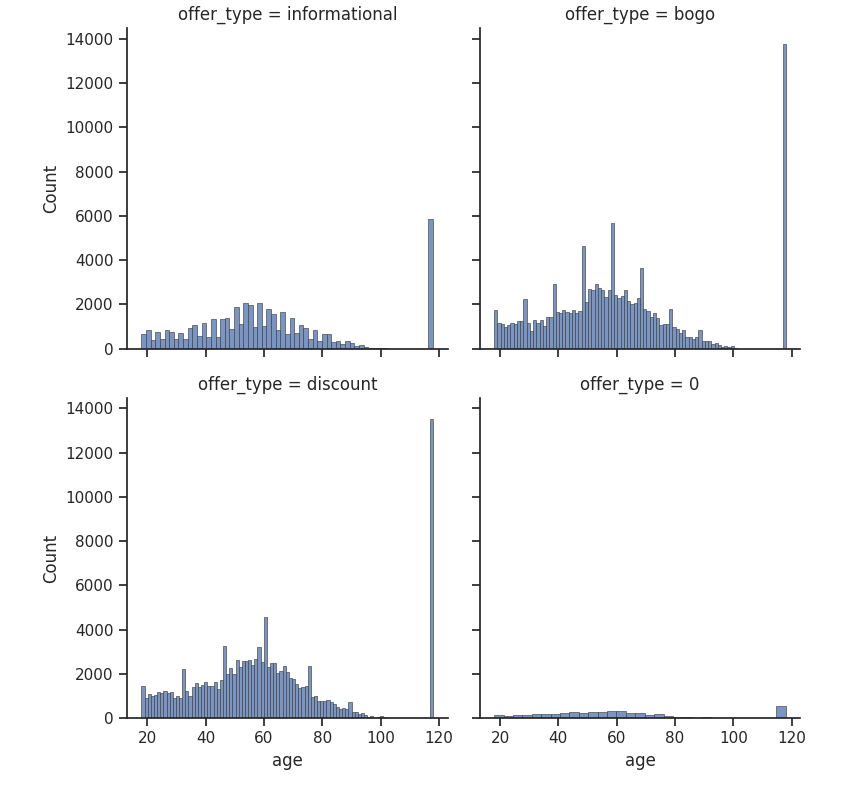 offer_type = informational
offer_type = bogo
14000
12000
10000
8000
6000
4000
2000
0
Count
offer_type = discount
offer_type = 0
14000
12000
10000
8000
6000
4000
2000
0
Count
20 40 60 80 100 120
20 40 60 80 100 120
age
age